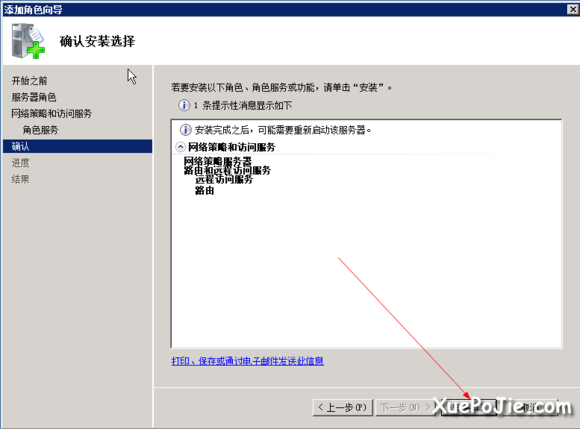 添加角色向导
确认安装选择
开始之前
服务器角色
网络策略和访问服务
角色服务
确认
进度
结果
若要安装以下角色、角色服务或功能，请单击“安装”。
1 条提示性消息显示如下
安装完成之后，可能需要重新启动该服务器。
网络策略和访问服务
网络策略服务器
路由和远程访问服务
远程访问服务
路由
打印、保存或通过电子邮件发送此信息
< 上一步(P)
下一步(N) >
XuePoJie.com